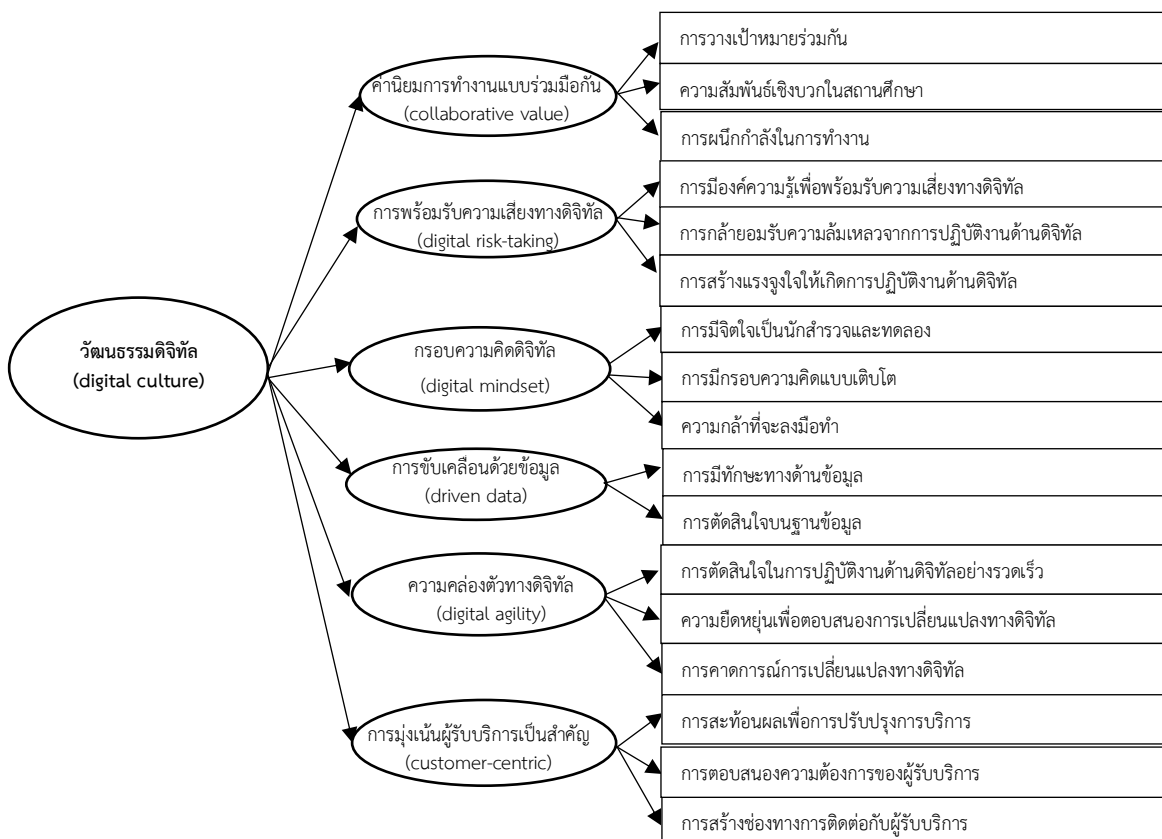 วัฒนธรรมดิจิทัล
(digital culture)
ค่านิยมการทำงานแบบร่วมมือกัน
(collaborative value)
การวางเป้าหมายร่วมกัน
ความสัมพันธ์เชิงบวกในสถานศึกษา
การผนึกกำลังในการทำงาน
การพร้อมรับความเสี่ยงทางดิจิทัล
(digital risk-taking)
การมีองค์ความรู้เพื่อพร้อมรับความเสี่ยงทางดิจิทัล
การกล้ายอมรับความล้มเหลวจากการปฏิบัติงานด้านดิจิทัล
การสร้างแรงจูงใจให้เกิดการปฏิบัติงานด้านดิจิทัล
กรอบความคิดดิจิทัล
(digital mindset)
การมีจิตใจเป็นนักสำรวจและทดลอง
การมีกรอบความคิดแบบเติบโต
ความกล้าที่จะลงมือทำ
การขับเคลื่อนด้วยข้อมูล
(driven data)
การมีทักษะทางด้านข้อมูล
การตัดสินใจบนฐานข้อมูล
ความคล่องตัวทางดิจิทัล
(digital agility)
การตัดสินใจในการปฏิบัติงานด้านดิจิทัลอย่างรวดเร็ว
ความยืดหยุ่นเพื่อตอบสนองการเปลี่ยนแปลงทางดิจิทัล
การคาดการณ์การเปลี่ยนแปลงทางดิจิทัล
การมุ่งเน้นผู้รับบริการเป็นสำคัญ
(customer-centric)
การสะท้อนผลเพื่อการปรับปรุงการบริการ
การตอบสนองความต้องการของผู้รับบริการ
การสร้างช่องทางการติดต่อกับผู้รับบริการ